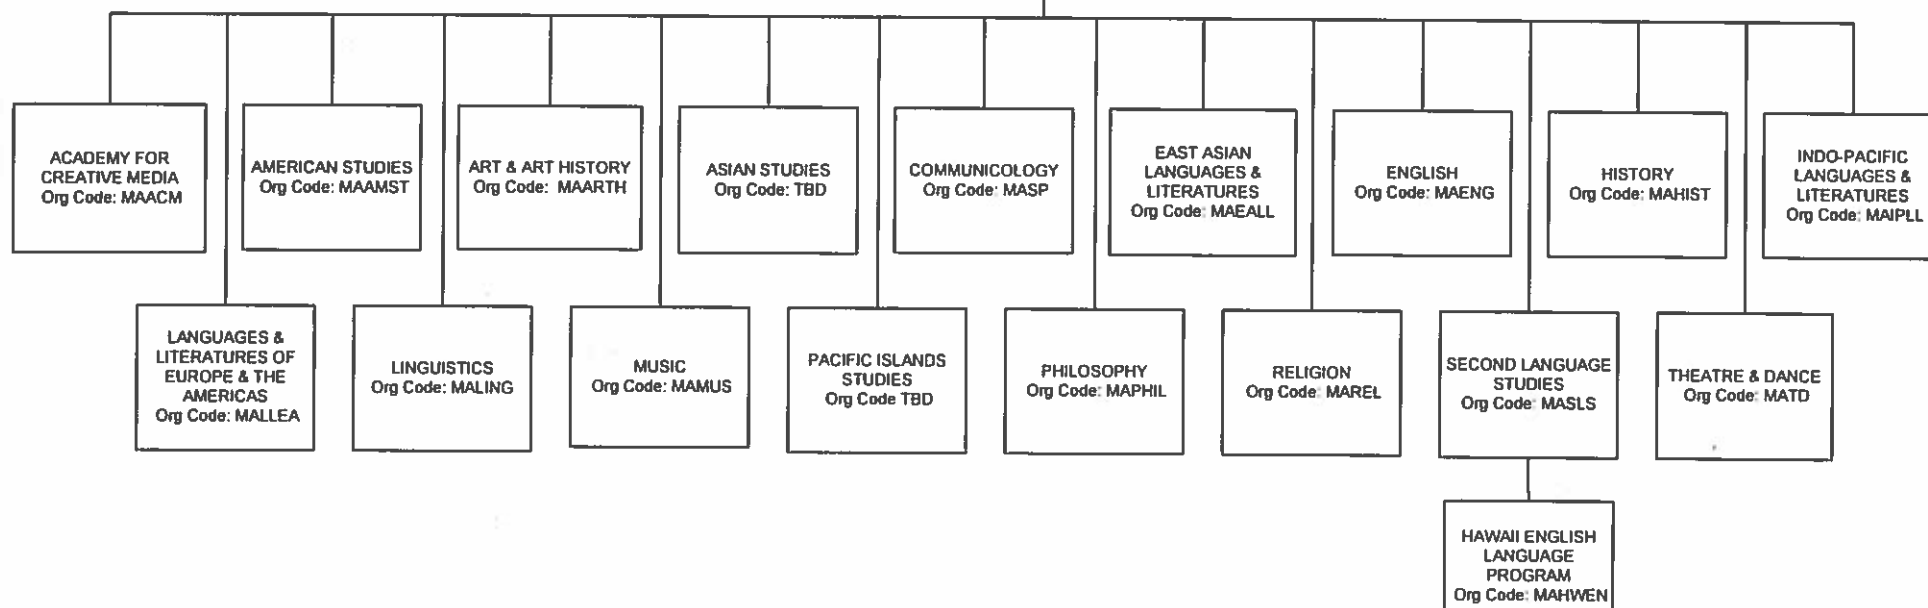 ACADEMY FOR
CREATIVE MEDIA
Org Code: MAACM
AMERICAN STUDIES
Org Code: MAAMST
ART & ART HISTORY
Org Code: MAARTH
ASIAN STUDIES
Org Code: TBD
COMMUNICOLOGY
Org Code: MASP
EAST ASIAN
LANGUAGES &
LITERATURES
Org Code: MAEALL
ENGLISH
Org Code: MAENG
HISTORY
Org Code: MAHIST
INDO-PACIFIC
LANGUAGES &
LITERATURES
Org Code: MAIPLL
LANGUAGES &
LITERATURES OF
EUROPE & THE
AMERICAS
Org Code: MALLEA
LINGUISTICS
Org Code: MALING
MUSIC
Org Code: MAMUS
PACIFIC ISLANDS
STUDIES
Org Code TBD
PHILOSOPHY
Org Code: MAPHIL
RELIGION
Org Code: MAREL
SECOND LANGUAGE
STUDIES
Org Code: MASLS
THEATRE & DANCE
Org Code: MATD
HAWAII ENGLISH
LANGUAGE
PROGRAM
Org Code: MAHWEN